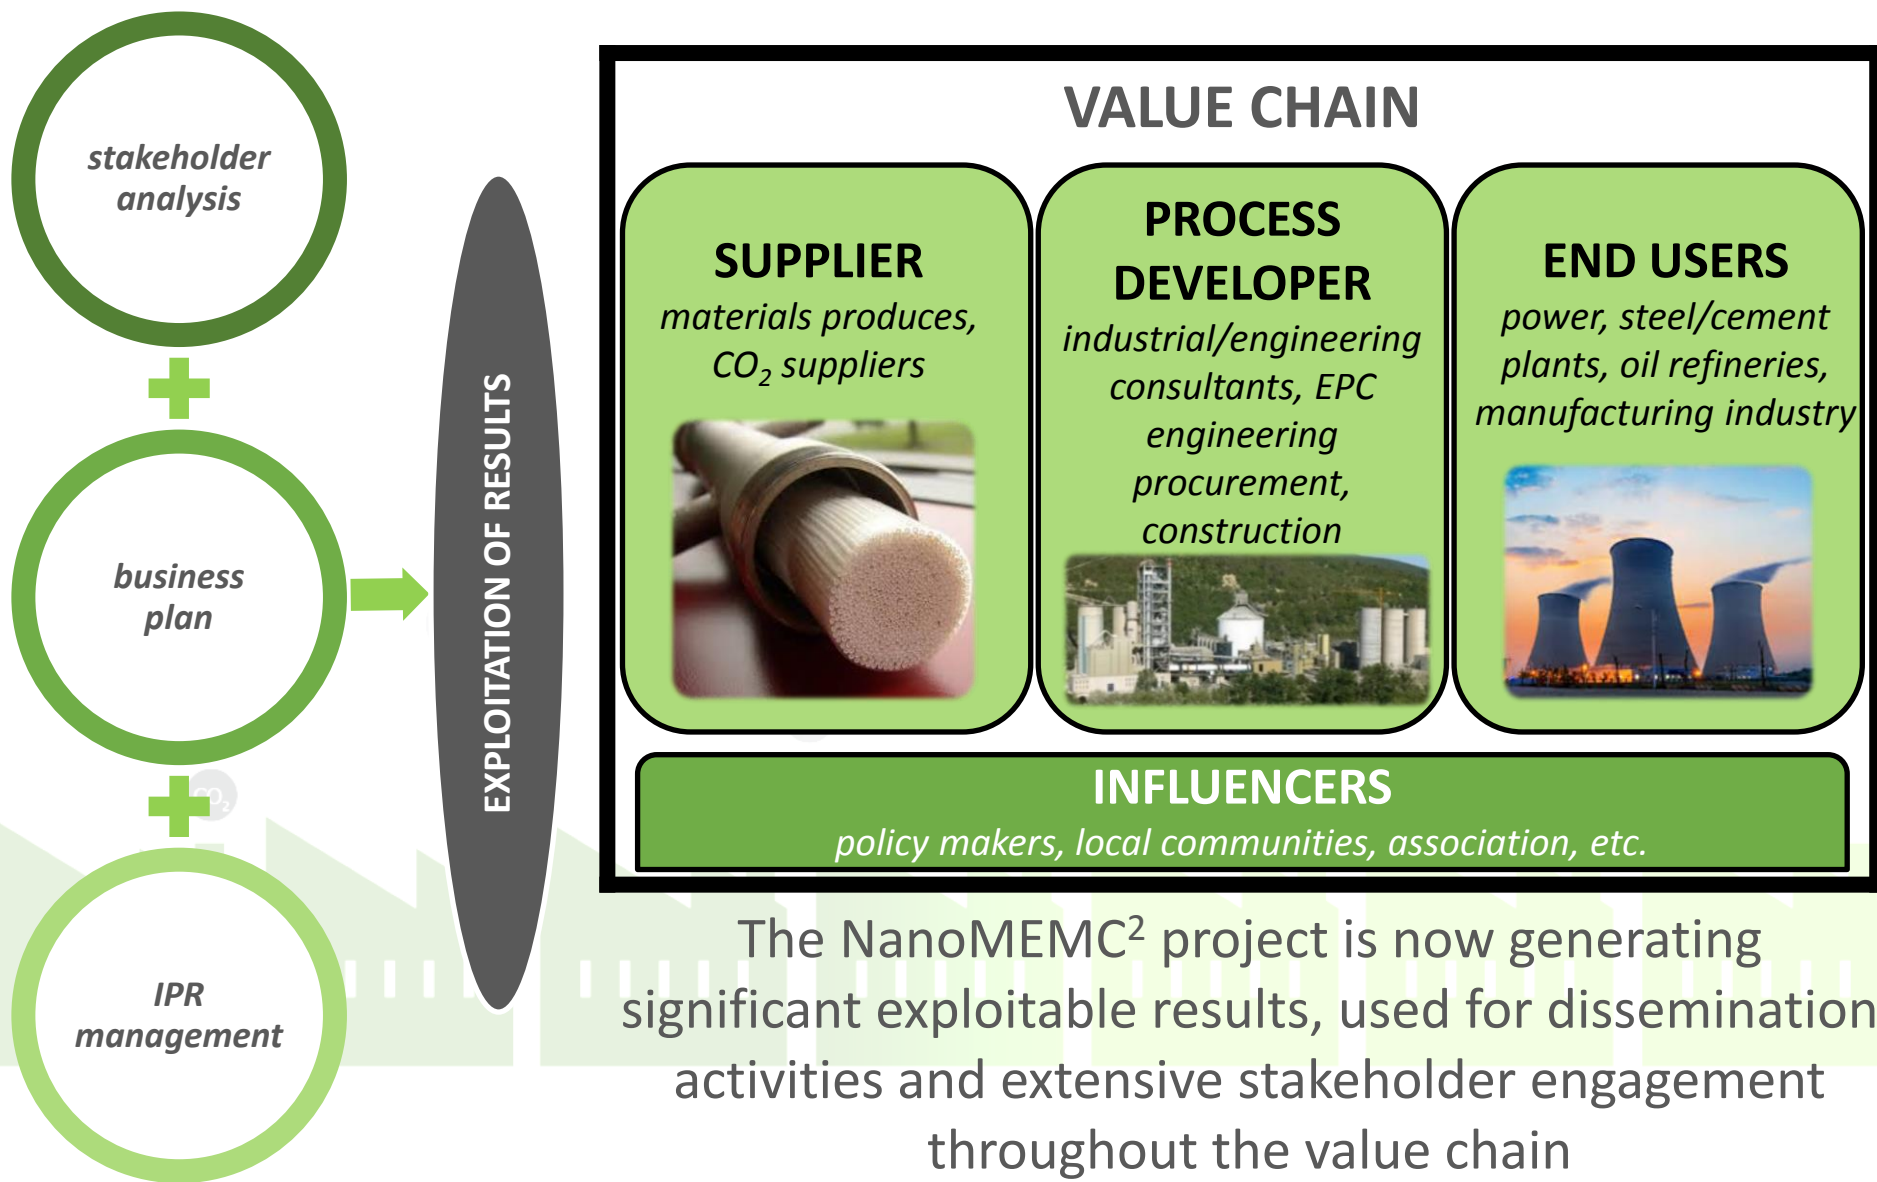 stakeholder
analysis
business
plan
IPR
management
EXPLOITATION OF RESULTS
VALUE CHAIN
SUPPLIER
materials produces,
CO₂ suppliers
PROCESS
DEVELOPER
industrial/engineering
consultants, EPC
engineering
procurement,
construction
END USERS
power, steel/cement
plants, oil refineries,
manufacturing industry
INFLUENCERS
policy makers, local communities, association, etc.
CO₂
The NanoMEMC² project is now generating
significant exploitable results, used for dissemination
activities and extensive stakeholder engagement
throughout the value chain